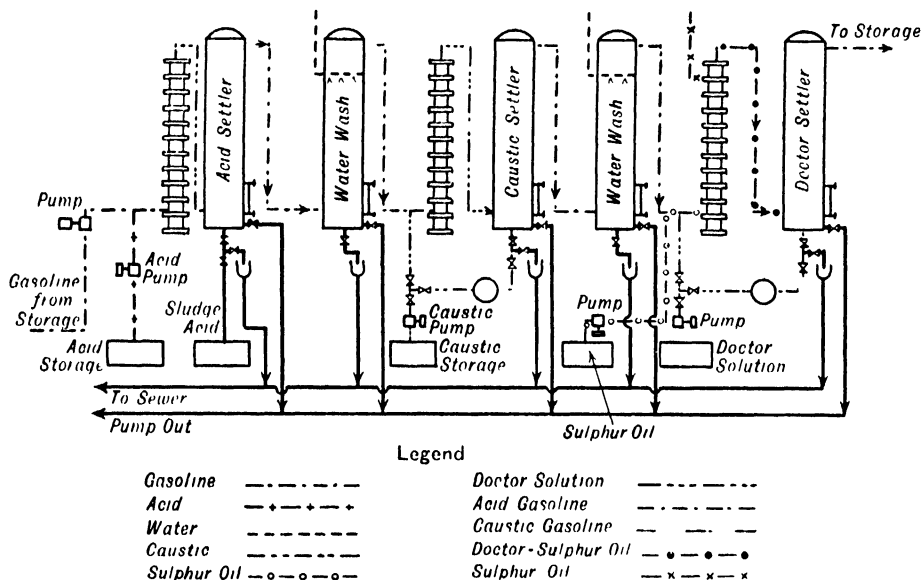 To Storage
Acid Settler
Water Wash
Caustic Settler
Water Wash
Doctor Settler
Pump
Acid
Pump
Gasoline
from
Storage
Sludge
Acid
Acid
Storage
Caustic
Pump
Caustic
Storage
Pump
Pump
Doctor
Solution
To Sewer
Pump Out
Sulphur Oil
Legend
Gasoline
Acid
Water
Caustic
Sulphur Oil
Doctor Solution
Acid Gasoline
Caustic Gasoline
Doctor-Sulphur Oil
Sulphur Oil